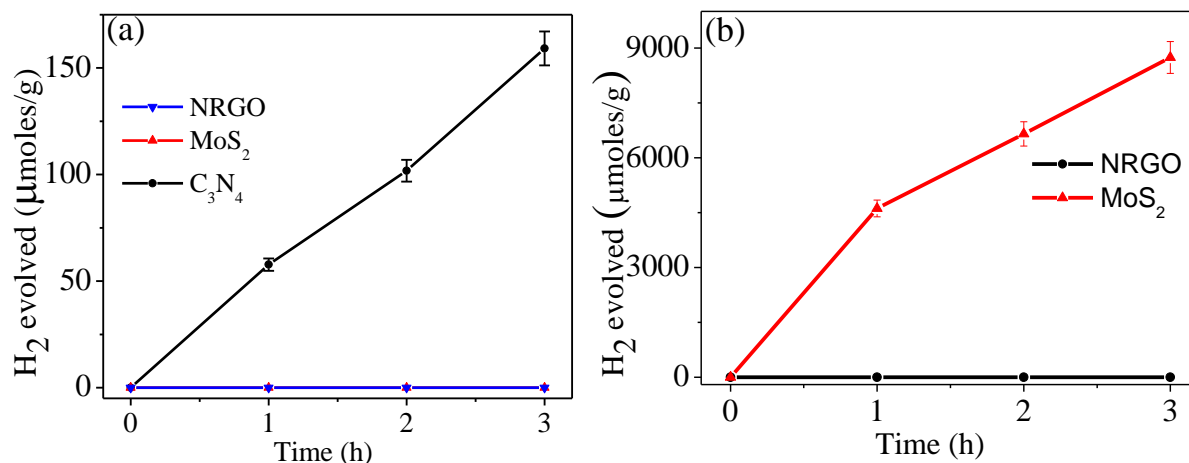 (a)
H₂ evolved (μmoles/g)
150
100
50
0
NRGO
MoS₂
C₃N₄
0 1 2 3
Time (h)
(b)
H₂ evolved (μmoles/g)
9000
6000
3000
0
NRGO
MoS₂
0 1 2 3
Time (h)